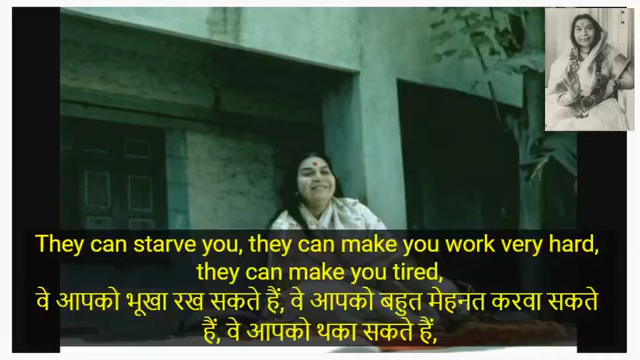 They can starve you, they can make you work very hard,
they can make you tired,
वे आपको भूखा रख सकते हैं, वे आपको बहुत मेहनत करवा सकते
हैं, वे आपको थका सकते हैं,